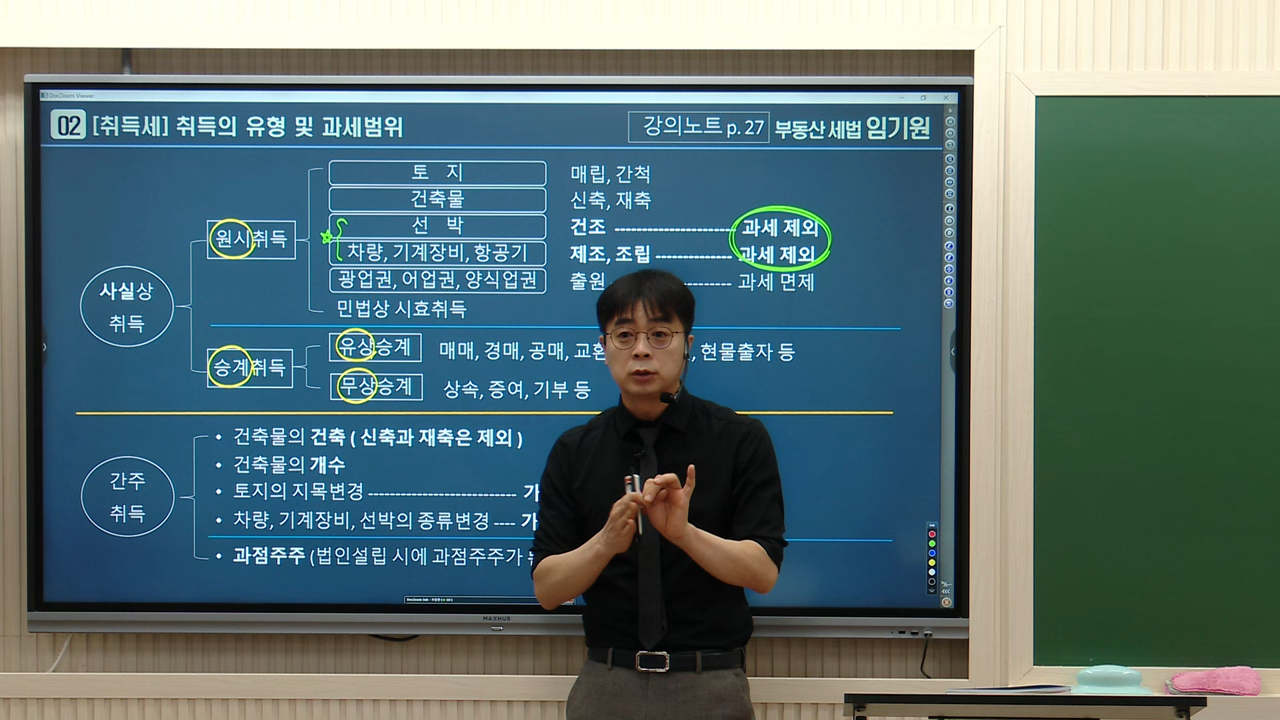 DocZoom Viewer
02 [취득세] 취득의 유형 및 과세범위
강의노트 p. 27
부동산 세법 임기원
토 지 매립, 간척
건축물 신축, 재축
선 박 건조 과세 제외
원시취득
차량, 기계장비, 항공기 제조, 조립 과세 제외
광업권, 어업권, 양식업권 출원 과세 면제
사실상
취득
민법상 시효취득
유상승계 매매, 경매, 공매, 현물출자 등
승계취득
무상승계 상속, 증여, 기부 등
• 건축물의 건축 ( 신축과 재축은 제외 )
• 건축물의 개수
간주
취득
• 토지의 지목변경
• 차량, 기계장비, 선박의 종류변경
• 과점주주 (법인설립 시에 과점주주가
MAXHUB